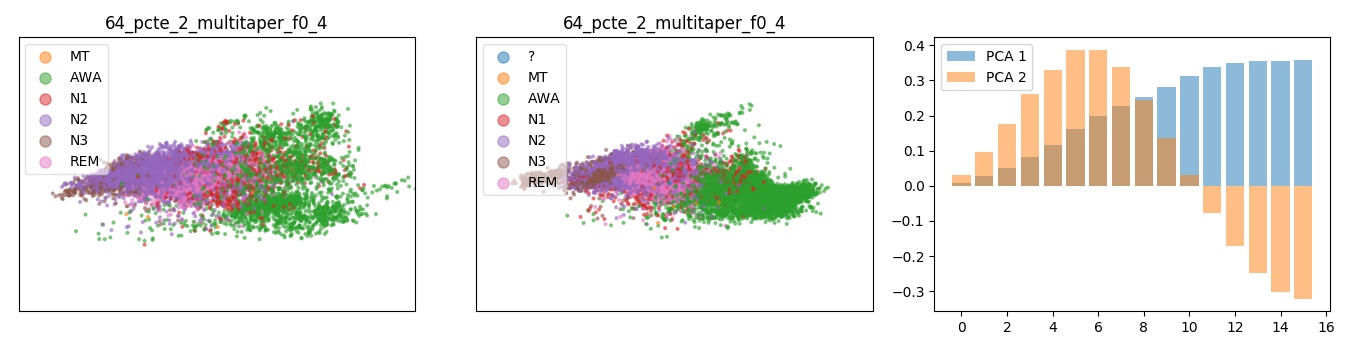 64_pcte_2_multitaper_f0_4
MT
AWA
N1
N2
N3
REM
64_pcte_2_multitaper_f0_4
?
MT
AWA
N1
N2
N3
REM
PCA 1
PCA 2
0.4
0.3
0.2
0.1
0.0
−0.1
−0.2
−0.3
0 2 4 6 8 10 12 14 16